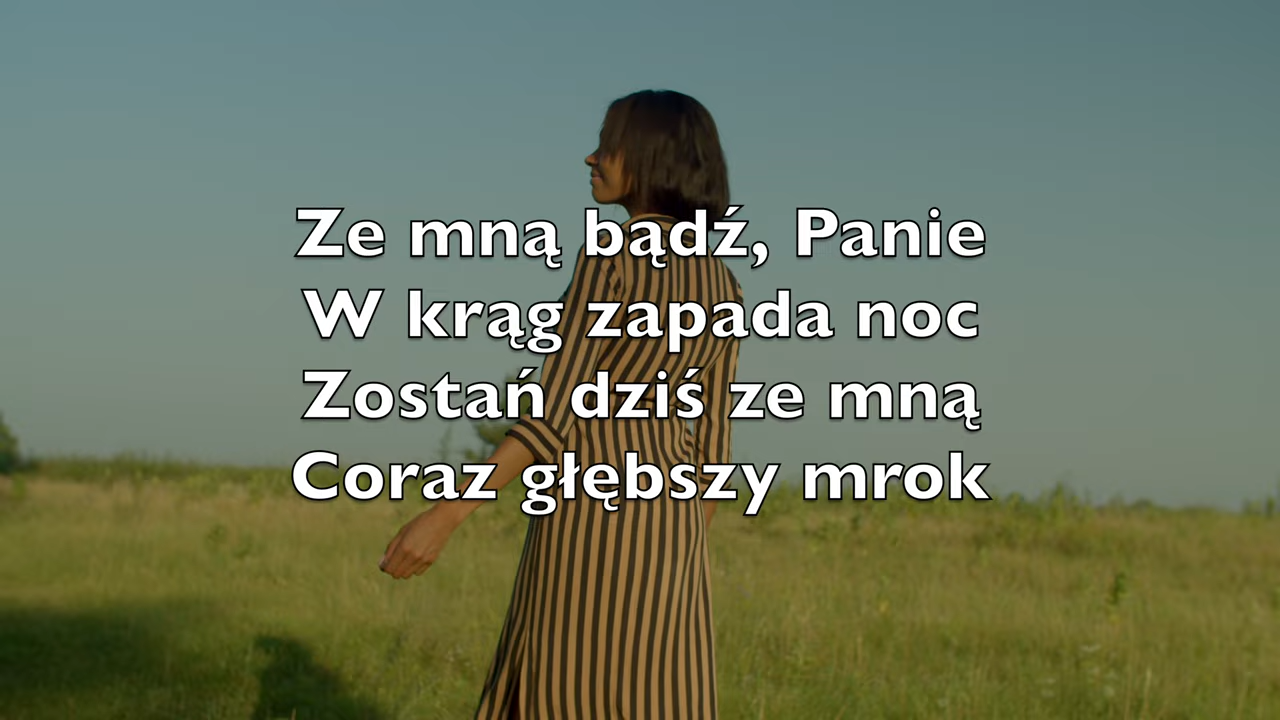 Ze mną bądź, Panie
W krąg zapada noc
Zostań dziś ze mną
Coraz głębszy mrok